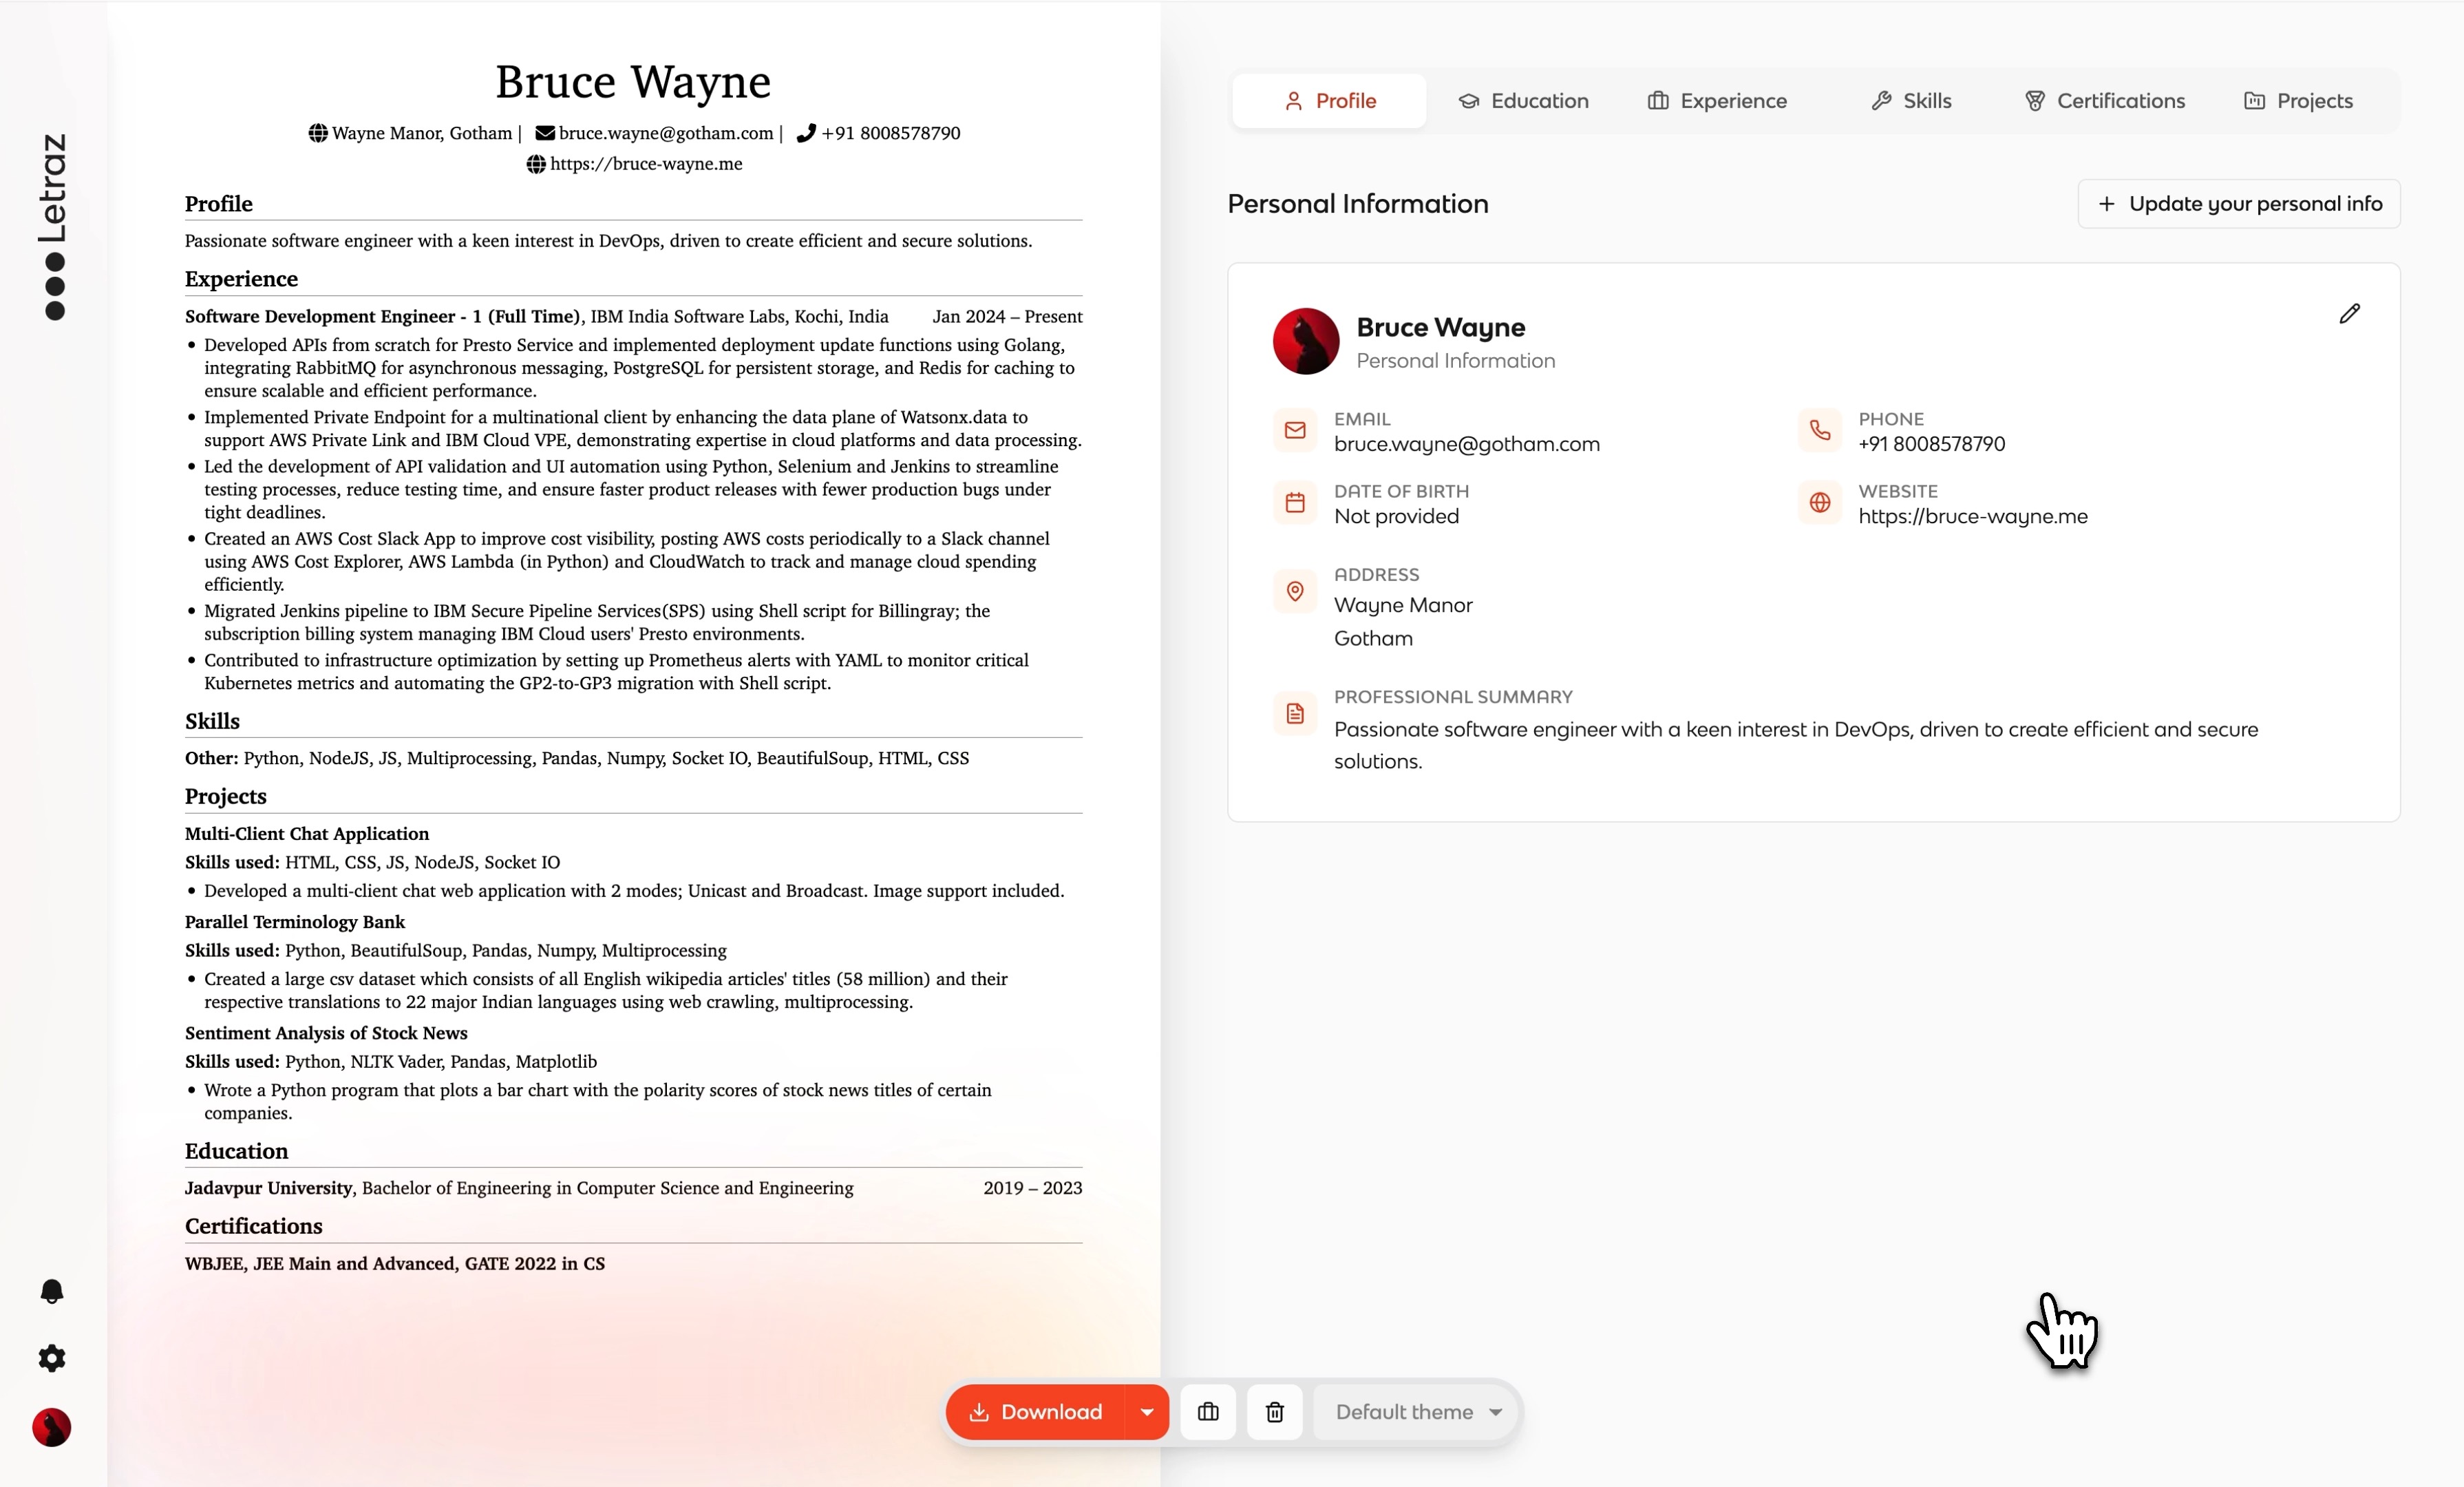 Letraz
Bruce Wayne
Wayne Manor, Gotham | bruce.wayne@gotham.com | +91 8008578790
https://bruce-wayne.me
Profile
Passionate software engineer with a keen interest in DevOps, driven to create efficient and secure solutions.
Experience
Software Development Engineer - 1 (Full Time), IBM India Software Labs, Kochi, India Jan 2024 – Present
• Developed APIs from scratch for Presto Service and implemented deployment update functions using Golang,
integrating RabbitMQ for asynchronous messaging, PostgreSQL for persistent storage, and Redis for caching to
ensure scalable and efficient performance.
• Implemented Private Endpoint for a multinational client by enhancing the data plane of Watsonx.data to
support AWS Private Link and IBM Cloud VPE, demonstrating expertise in cloud platforms and data processing.
• Led the development of API validation and UI automation using Python, Selenium and Jenkins to streamline
testing processes, reduce testing time, and ensure faster product releases with fewer production bugs under
tight deadlines.
• Created an AWS Cost Slack App to improve cost visibility, posting AWS costs periodically to a Slack channel
using AWS Cost Explorer, AWS Lambda (in Python) and CloudWatch to track and manage cloud spending
efficiently.
• Migrated Jenkins pipeline to IBM Secure Pipeline Services(SPS) using Shell script for Billingray; the
subscription billing system managing IBM Cloud users' Presto environments.
• Contributed to infrastructure optimization by setting up Prometheus alerts with YAML to monitor critical
Kubernetes metrics and automating the GP2-to-GP3 migration with Shell script.
Skills
Other: Python, NodeJS, JS, Multiprocessing, Pandas, Numpy, Socket IO, BeautifulSoup, HTML, CSS
Projects
Multi-Client Chat Application
Skills used: HTML, CSS, JS, NodeJS, Socket IO
• Developed a multi-client chat web application with 2 modes; Unicast and Broadcast. Image support included.
Parallel Terminology Bank
Skills used: Python, BeautifulSoup, Pandas, Numpy, Multiprocessing
• Created a large csv dataset which consists of all English wikipedia articles' titles (58 million) and their
respective translations to 22 major Indian languages using web crawling, multiprocessing.
Sentiment Analysis of Stock News
Skills used: Python, NLTK Vader, Pandas, Matplotlib
• Wrote a Python program that plots a bar chart with the polarity scores of stock news titles of certain
companies.
Education
Jadavpur University, Bachelor of Engineering in Computer Science and Engineering 2019 – 2023
Certifications
WBJEE, JEE Main and Advanced, GATE 2022 in CS
Profile Education Experience Skills Certifications Projects
Personal Information
+ Update your personal info
Bruce Wayne
Personal Information
EMAIL
bruce.wayne@gotham.com
PHONE
+91 8008578790
DATE OF BIRTH
Not provided
WEBSITE
https://bruce-wayne.me
ADDRESS
Wayne Manor
Gotham
PROFESSIONAL SUMMARY
Passionate software engineer with a keen interest in DevOps, driven to create efficient and secure
solutions.
Download
Default theme